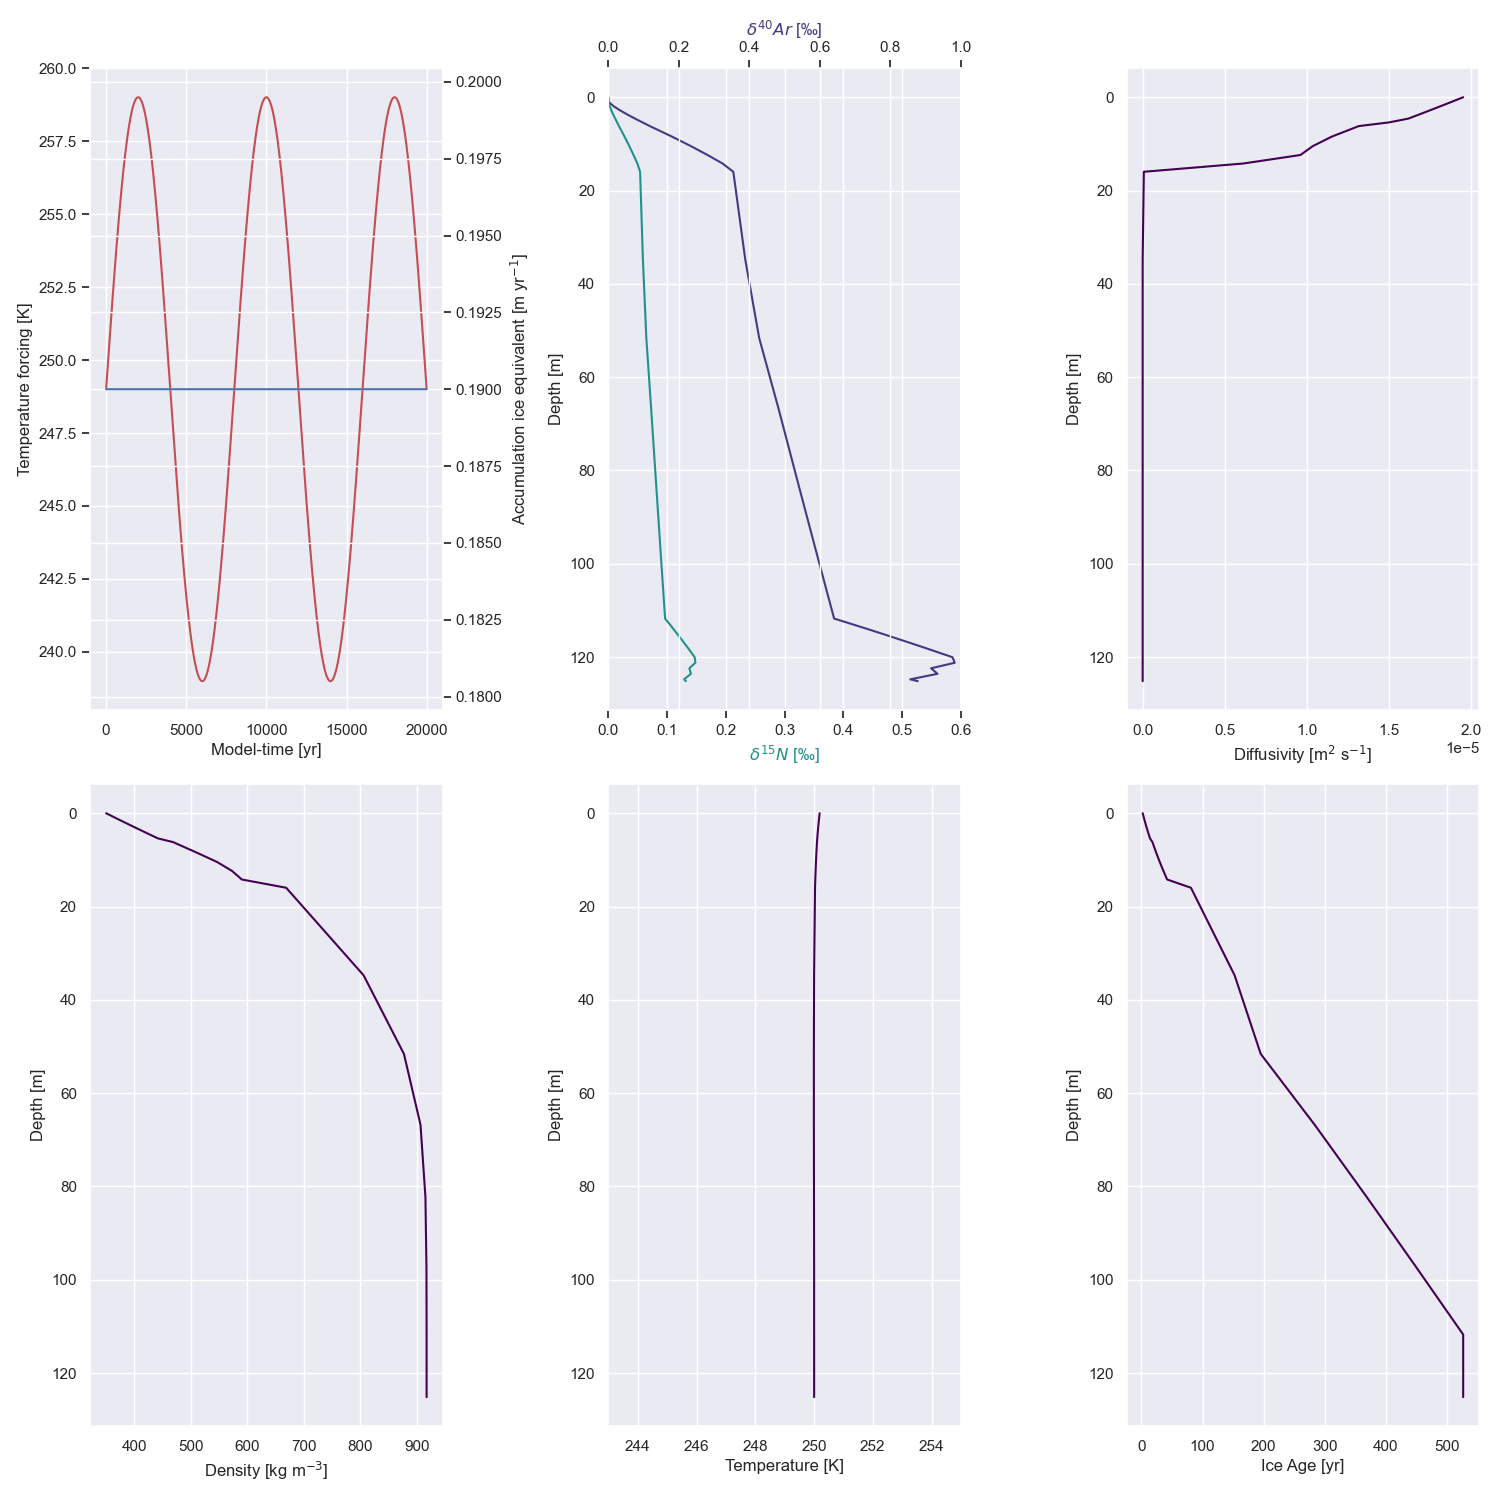 δ⁴⁰Ar [‰]
0.0 0.2 0.4 0.6 0.8 1.0
260.0
257.5
255.0
252.5
250.0
247.5
245.0
242.5
240.0
Temperature forcing [K]
0.2000
0.1975
0.1950
0.1925
0.1900
0.1875
0.1850
0.1825
0.1800
Accumulation ice equivalent [m yr⁻¹]
0 5000 10000 15000 20000
Model-time [yr]
0
20
40
60
80
100
120
Depth [m]
0.0 0.1 0.2 0.3 0.4 0.5 0.6
δ¹⁵N [‰]
0
20
40
60
80
100
120
Depth [m]
0.0 0.5 1.0 1.5 2.0
1e−5
Diffusivity [m² s⁻¹]
0
20
40
60
80
100
120
Depth [m]
400 500 600 700 800 900
Density [kg m⁻³]
0
20
40
60
80
100
120
Depth [m]
244 246 248 250 252 254
Temperature [K]
0
20
40
60
80
100
120
Depth [m]
0 100 200 300 400 500
Ice Age [yr]